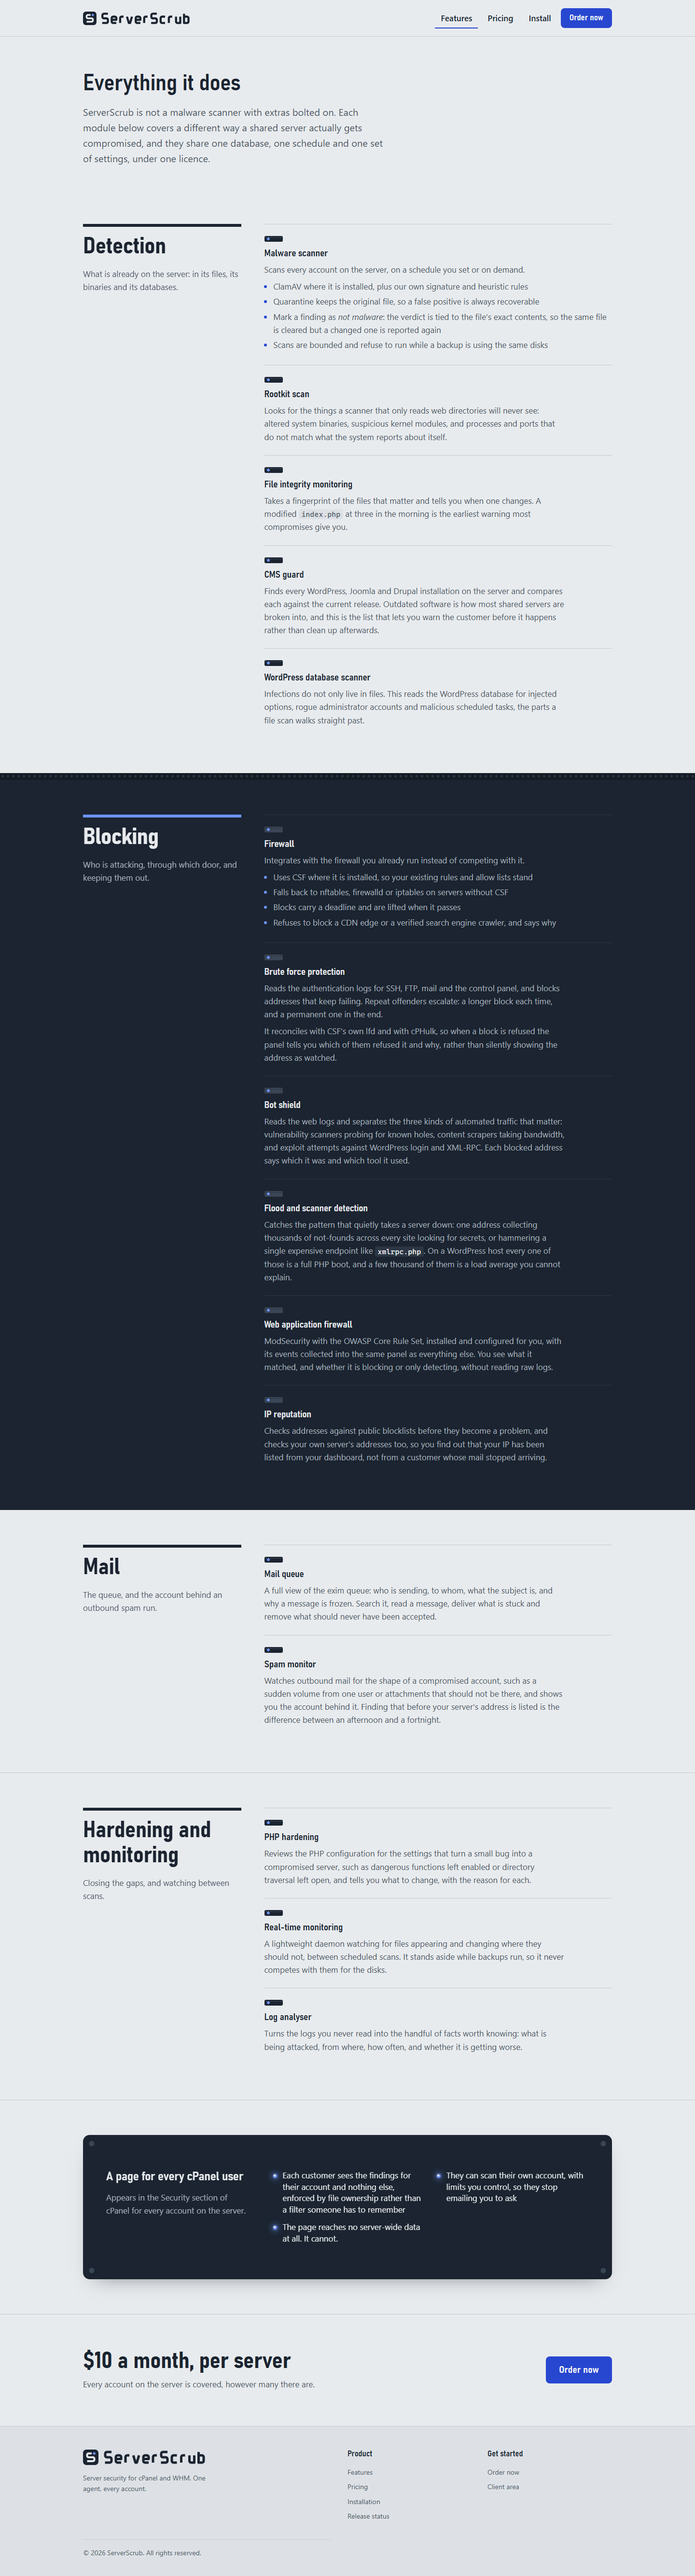 ServerScrub
Features
Pricing
Install
Order now
Everything it does
ServerScrub is not a malware scanner with extras bolted on. Each
module below covers a different way a shared server actually gets
compromised, and they share one database, one schedule and one set
of settings, under one licence.
Detection
What is already on the server: in its files, its
binaries and its databases.
Malware scanner
Scans every account on the server, on a schedule you set or on demand.
ClamAV where it is installed, plus our own signature and heuristic rules
Quarantine keeps the original file, so a false positive is always recoverable
Mark a finding as not malware: the verdict is tied to the file's exact contents, so the same file
is cleared but a changed one is reported again
Scans are bounded and refuse to run while a backup is using the same disks
Rootkit scan
Looks for the things a scanner that only reads web directories will never see:
altered system binaries, suspicious kernel modules, and processes and ports that
do not match what the system reports about itself.
File integrity monitoring
Takes a fingerprint of the files that matter and tells you when one changes. A
modified index.php at three in the morning is the earliest warning most
compromises give you.
CMS guard
Finds every WordPress, Joomla and Drupal installation on the server and compares
each against the current release. Outdated software is how most shared servers are
broken into, and this is the list that lets you warn the customer before it happens
rather than clean up afterwards.
WordPress database scanner
Infections do not only live in files. This reads the WordPress database for injected
options, rogue administrator accounts and malicious scheduled tasks, the parts a
file scan walks straight past.
Blocking
Who is attacking, through which door, and
keeping them out.
Firewall
Integrates with the firewall you already run instead of competing with it.
Uses CSF where it is installed, so your existing rules and allow lists stand
Falls back to nftables, firewalld or iptables on servers without CSF
Blocks carry a deadline and are lifted when it passes
Refuses to block a CDN edge or a verified search engine crawler, and says why
Brute force protection
Reads the authentication logs for SSH, FTP, mail and the control panel, and blocks
addresses that keep failing. Repeat offenders escalate: a longer block each time,
and a permanent one in the end.
It reconciles with CSF's own lfd and with cPHulk, so when a block is refused the
panel tells you which of them refused it and why, rather than silently showing the
address as watched.
Bot shield
Reads the web logs and separates the three kinds of automated traffic that matter:
vulnerability scanners probing for known holes, content scrapers taking bandwidth,
and exploit attempts against WordPress login and XML-RPC. Each blocked address
says which it was and which tool it used.
Flood and scanner detection
Catches the pattern that quietly takes a server down: one address collecting
thousands of not-founds across every site looking for secrets, or hammering a
single expensive endpoint like xmlrpc.php. On a WordPress host every one of
those is a full PHP boot, and a few thousand of them is a load average you cannot
explain.
Web application firewall
ModSecurity with the OWASP Core Rule Set, installed and configured for you, with
its events collected into the same panel as everything else. You see what it
matched, and whether it is blocking or only detecting, without reading raw logs.
IP reputation
Checks addresses against public blocklists before they become a problem, and
checks your own server's addresses too, so you find out that your IP has been
listed from your dashboard, not from a customer whose mail stopped arriving.
Mail
The queue, and the account behind an
outbound spam run.
Mail queue
A full view of the exim queue: who is sending, to whom, what the subject is, and
why a message is frozen. Search it, read a message, deliver what is stuck and
remove what should never have been accepted.
Spam monitor
Watches outbound mail for the shape of a compromised account, such as a
sudden volume from one user or attachments that should not be there, and shows
you the account behind it. Finding that before your server's address is listed is the
difference between an afternoon and a fortnight.
Hardening and
monitoring
Closing the gaps, and watching between
scans.
PHP hardening
Reviews the PHP configuration for the settings that turn a small bug into a
compromised server, such as dangerous functions left enabled or directory
traversal left open, and tells you what to change, with the reason for each.
Real-time monitoring
A lightweight daemon watching for files appearing and changing where they
should not, between scheduled scans. It stands aside while backups run, so it never
competes with them for the disks.
Log analyser
Turns the logs you never read into the handful of facts worth knowing: what is
being attacked, from where, how often, and whether it is getting worse.
A page for every cPanel user
Appears in the Security section of
cPanel for every account on the server.
Each customer sees the findings for
their account and nothing else,
enforced by file ownership rather than
a filter someone has to remember
The page reaches no server-wide data
at all. It cannot.
They can scan their own account, with
limits you control, so they stop
emailing you to ask
$10 a month, per server
Every account on the server is covered, however many there are.
Order now
ServerScrub
Server security for cPanel and WHM. One
agent, every account.
Product
Features
Pricing
Installation
Release status
Get started
Order now
Client area
© 2026 ServerScrub. All rights reserved.